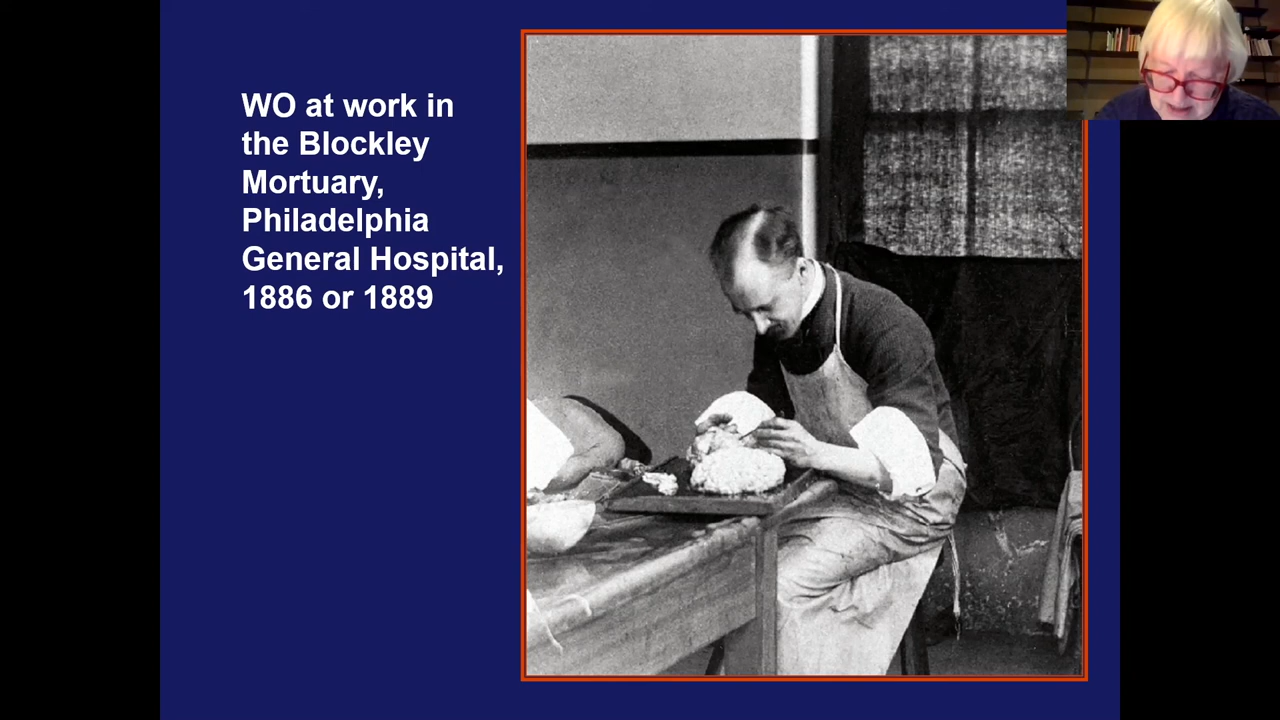 WO at work in
the Blockley
Mortuary,
Philadelphia
General Hospital,
1886 or 1889